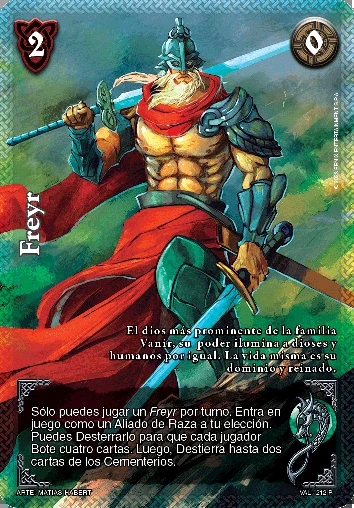 2
0
Freyr
El dios más prominente de la familia
Vanir, su poder ilumina a dioses y
humanos por igual. La vida misma es su
dominio y reinado.
Sólo puedes jugar un Freyr por turno. Entra en
juego como un Aliado de Raza a tu elección.
Puedes Desterrarlo para que cada jugador
Bote cuatro cartas. Luego, Destierra hasta dos
cartas de los Cementerios.
ARTE: MATIAS HABERT